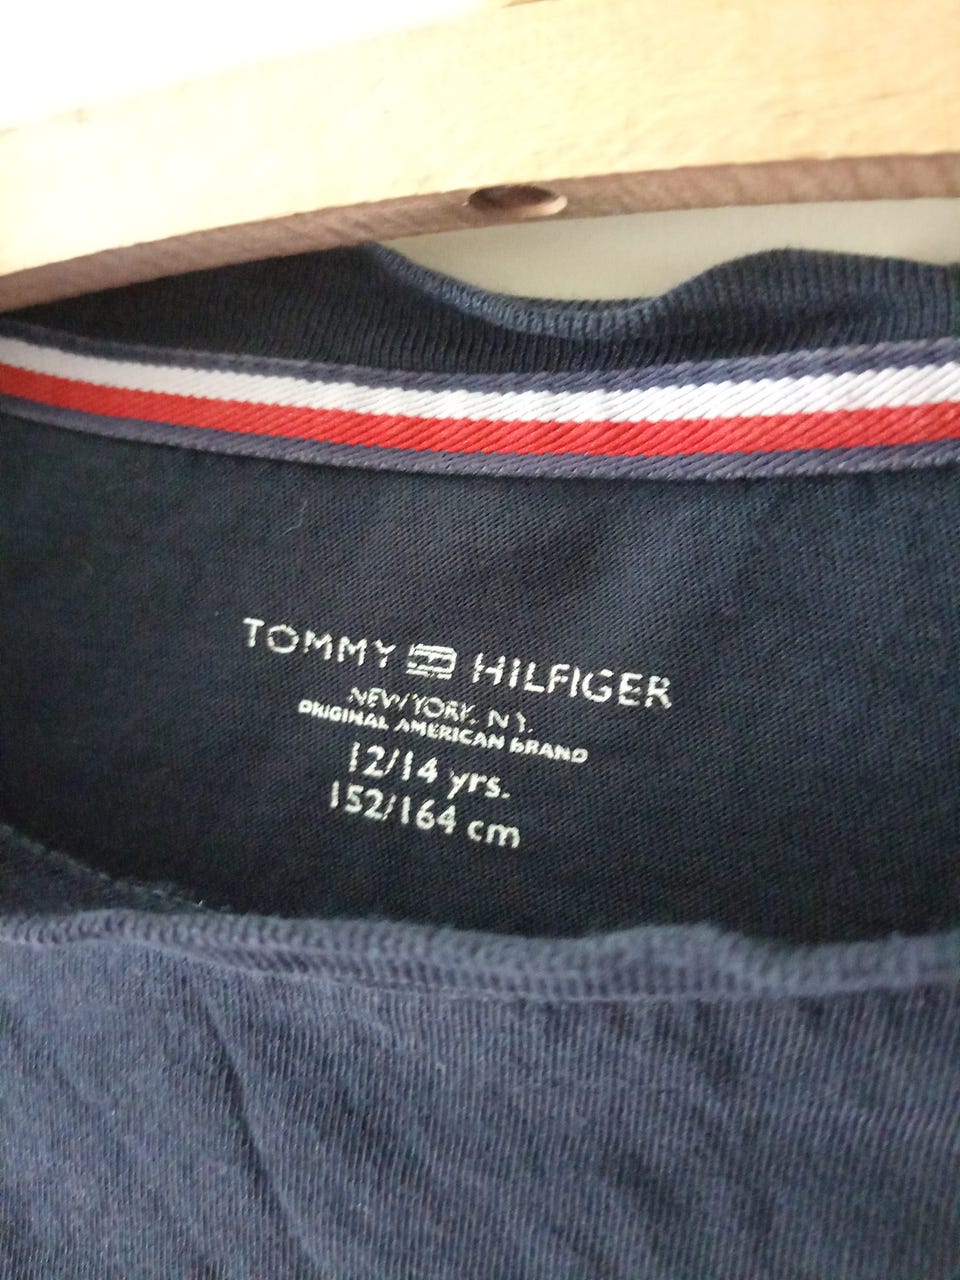 TOMMY HILFIGER
NEW YORK, N.Y.
ORIGINAL AMERICAN BRAND
12/14 yrs.
152/164 cm